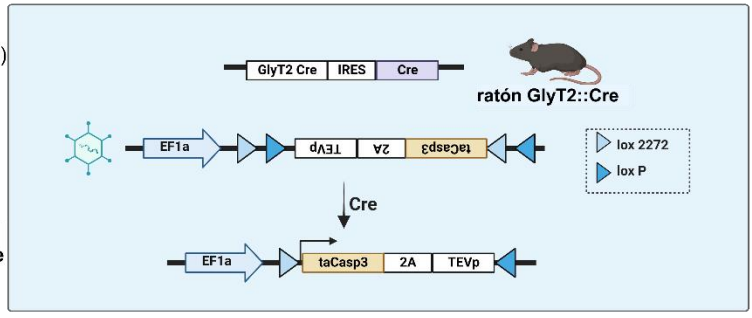 )
GlyT2 Cre IRES Cre
ratón GlyT2::Cre
EF1a TEVp 2A taCasp3
lox 2272
lox P
Cre
EF1a taCasp3 2A TEVp
e